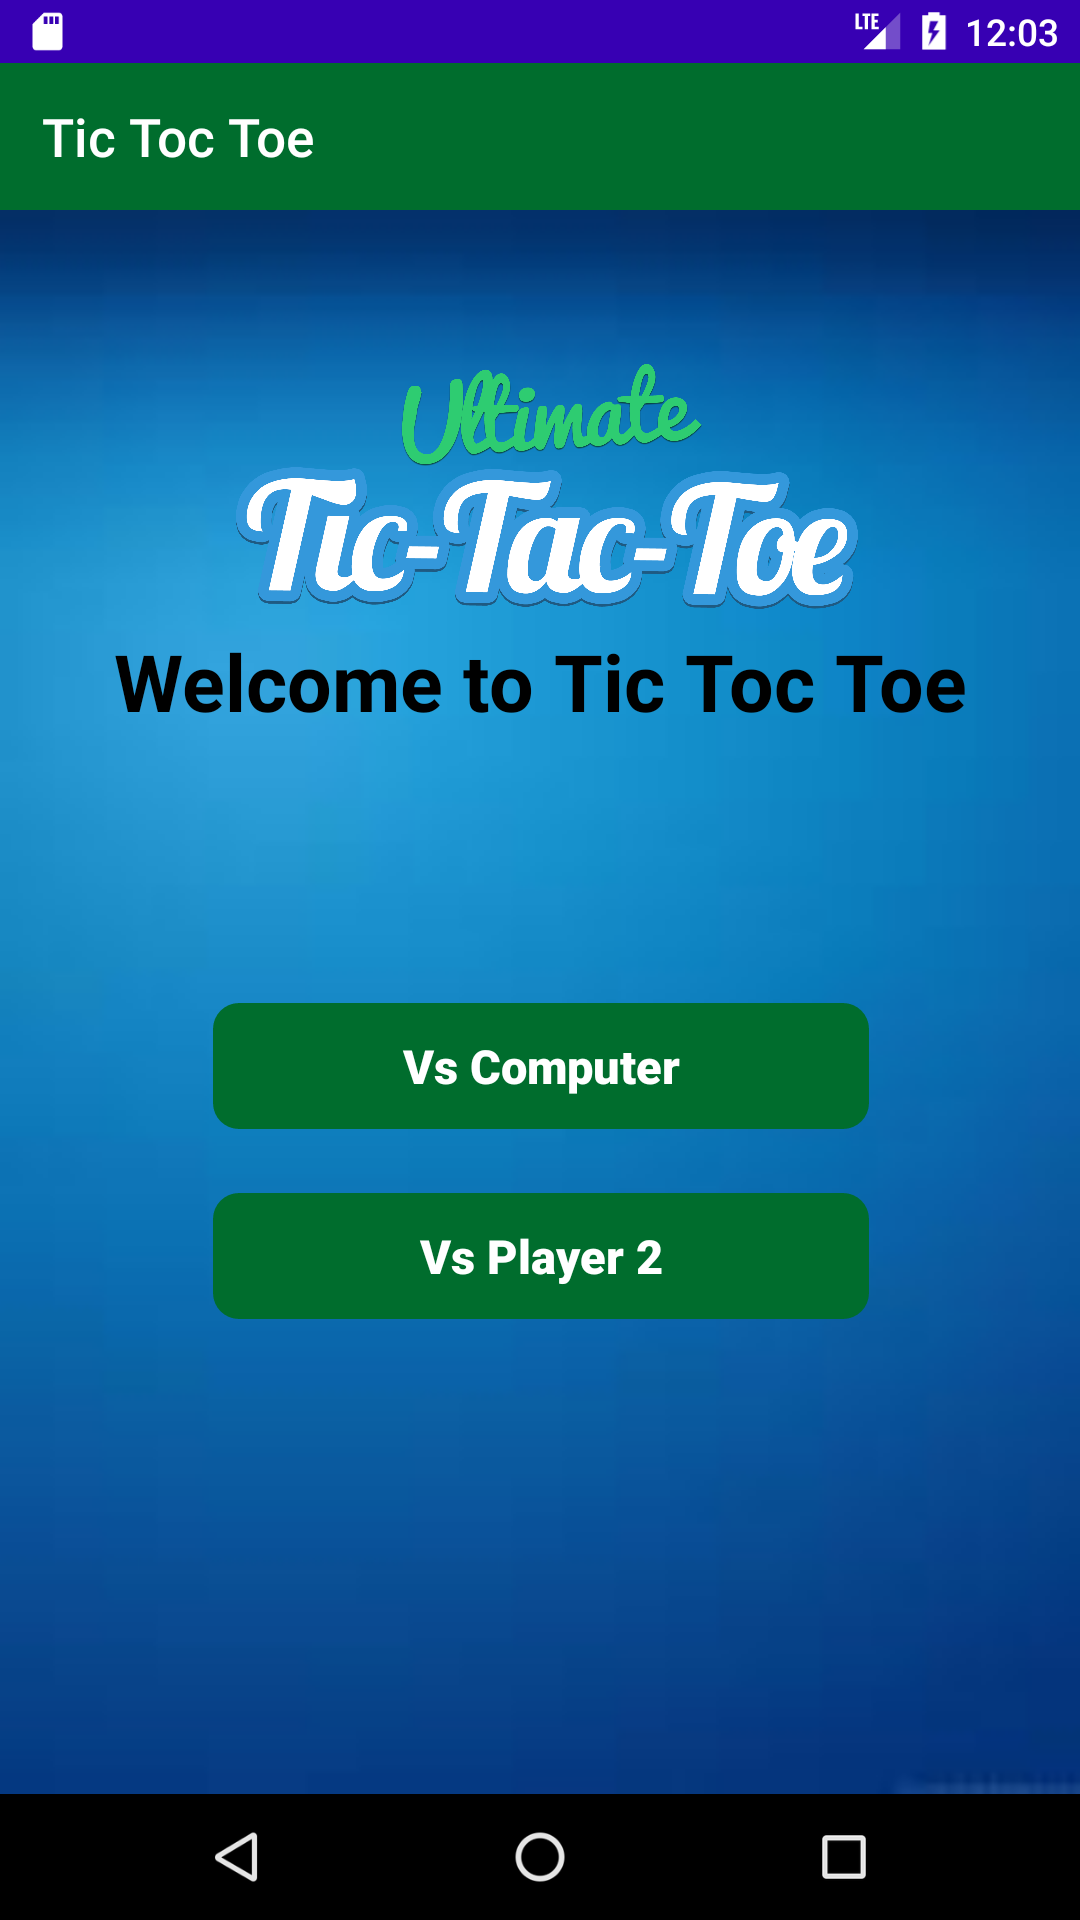 LTE 12:03
Tic Toc Toe
Ultimate
Tic-Tac-Toe
Welcome to Tic Toc Toe
Vs Computer
Vs Player 2